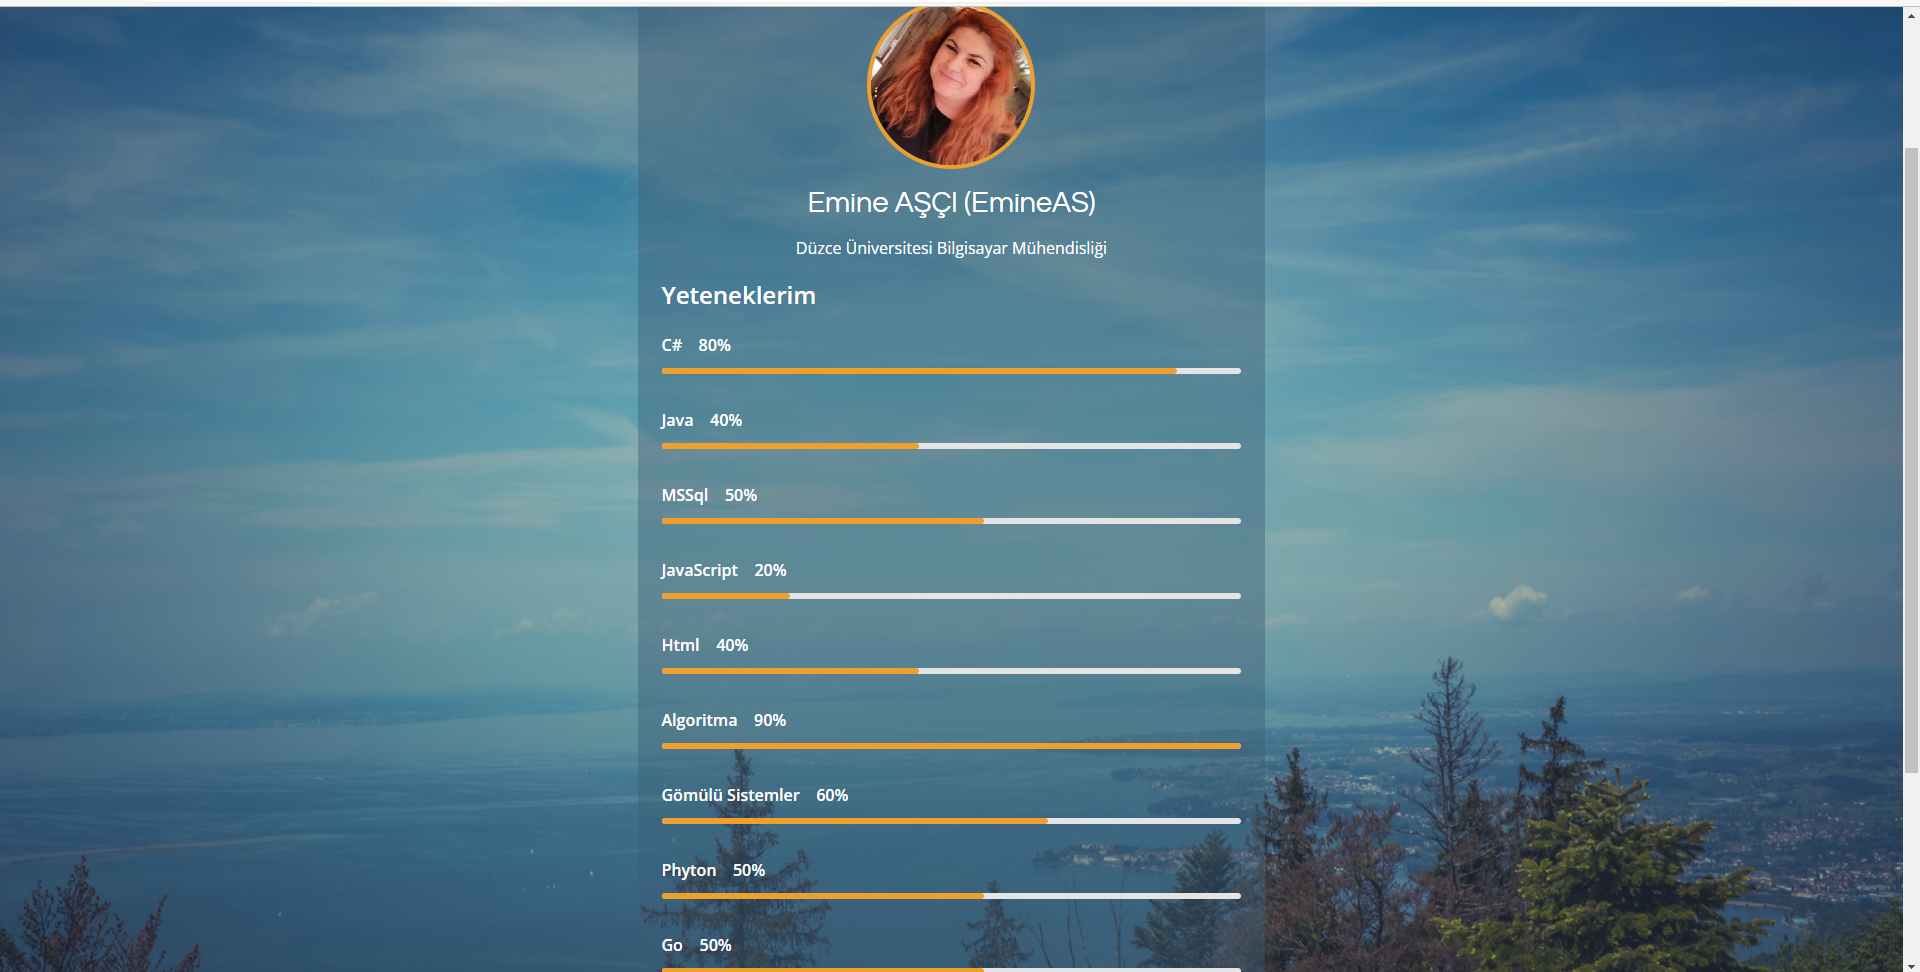 Emine AŞÇI (EmineAS)
Düzce Üniversitesi Bilgisayar Mühendisliği
Yeteneklerim
C# 80%
Java 40%
MSSql 50%
JavaScript 20%
Html 40%
Algoritma 90%
Gömülü Sistemler 60%
Phyton 50%
Go 50%